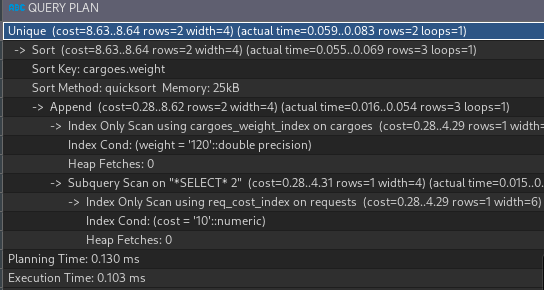 QUERY PLAN
Unique (cost=8.63..8.64 rows=2 width=4) (actual time=0.059..0.083 rows=2 loops=1)
-> Sort (cost=8.63..8.64 rows=2 width=4) (actual time=0.055..0.069 rows=3 loops=1)
Sort Key: cargoes.weight
Sort Method: quicksort Memory: 25kB
-> Append (cost=0.28..8.62 rows=2 width=4) (actual time=0.016..0.054 rows=3 loops=1)
-> Index Only Scan using cargoes_weight_index on cargoes (cost=0.28..4.29 rows=1 width=
Index Cond: (weight = '120'::double precision)
Heap Fetches: 0
-> Subquery Scan on "*SELECT* 2" (cost=0.28..4.31 rows=1 width=4) (actual time=0.015..0.
-> Index Only Scan using req_cost_index on requests (cost=0.28..4.29 rows=1 width=6)
Index Cond: (cost = '10'::numeric)
Heap Fetches: 0
Planning Time: 0.130 ms
Execution Time: 0.103 ms